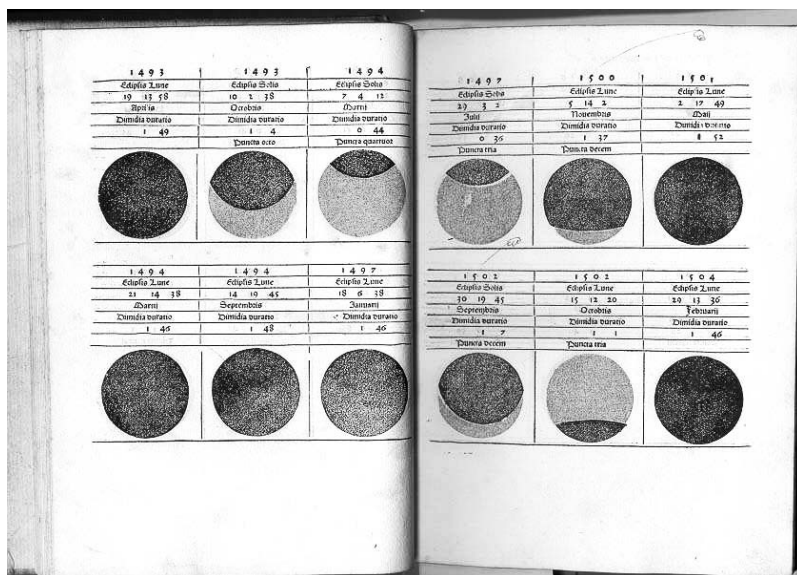 1493
Eclipsis Lune
19 13 58
Aprilis
Dimidia duratio
1 49
1493
Eclipsis Solis
10 2 38
Octobris
Dimidia duratio
1 4
Puncta octo
1494
Eclipsis Solis
7 4 12
Martij
Dimidia duratio
0 44
Puncta quattuor
1494
Eclipsis Lune
21 14 38
Martij
Dimidia duratio
1 46
1494
Eclipsis Lune
14 19 45
Septembris
Dimidia duratio
1 48
1497
Eclipsis Lune
18 6 38
Januarij
Dimidia duratio
1 46
1497
Eclipsis Solis
29 3 2
Julij
Dimidia duratio
0 36
Puncta tria
1500
Eclipsis Lune
5 14 2
Novembris
Dimidia duratio
1 37
Puncta decem
1501
Eclipsis Lune
2 17 49
Maij
Dimidia duratio
1 52
1502
Eclipsis Solis
30 19 45
Septembris
Dimidia duratio
1 7
Puncta decem
1502
Eclipsis Lune
15 12 20
Octobris
Dimidia duratio
1 1
Puncta tria
1504
Eclipsis Lune
29 13 36
Februarij
Dimidia duratio
1 46